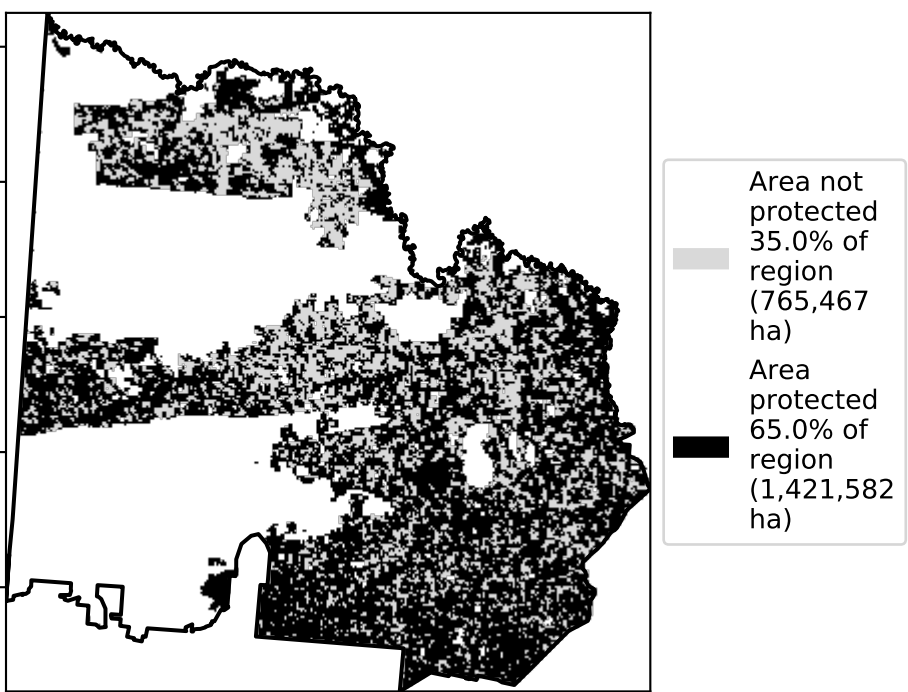 Area not
protected
35.0% of
region
(765,467
ha)
Area
protected
65.0% of
region
(1,421,582
ha)